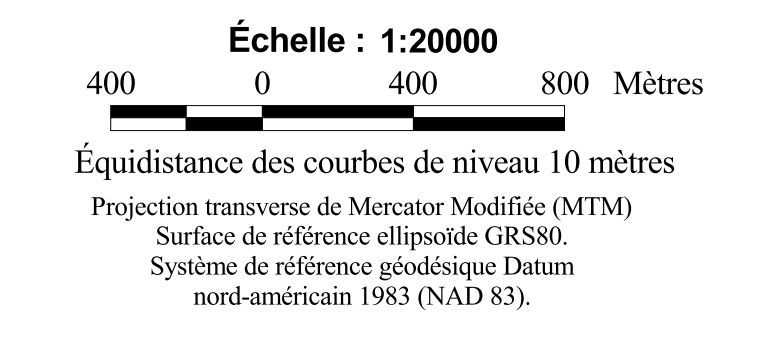 Échelle : 1:20000
400 0 400 800 Mètres
Équidistance des courbes de niveau 10 mètres
Projection transverse de Mercator Modifiée (MTM)
Surface de référence ellipsoïde GRS80.
Système de référence géodésique Datum
nord-américain 1983 (NAD 83).